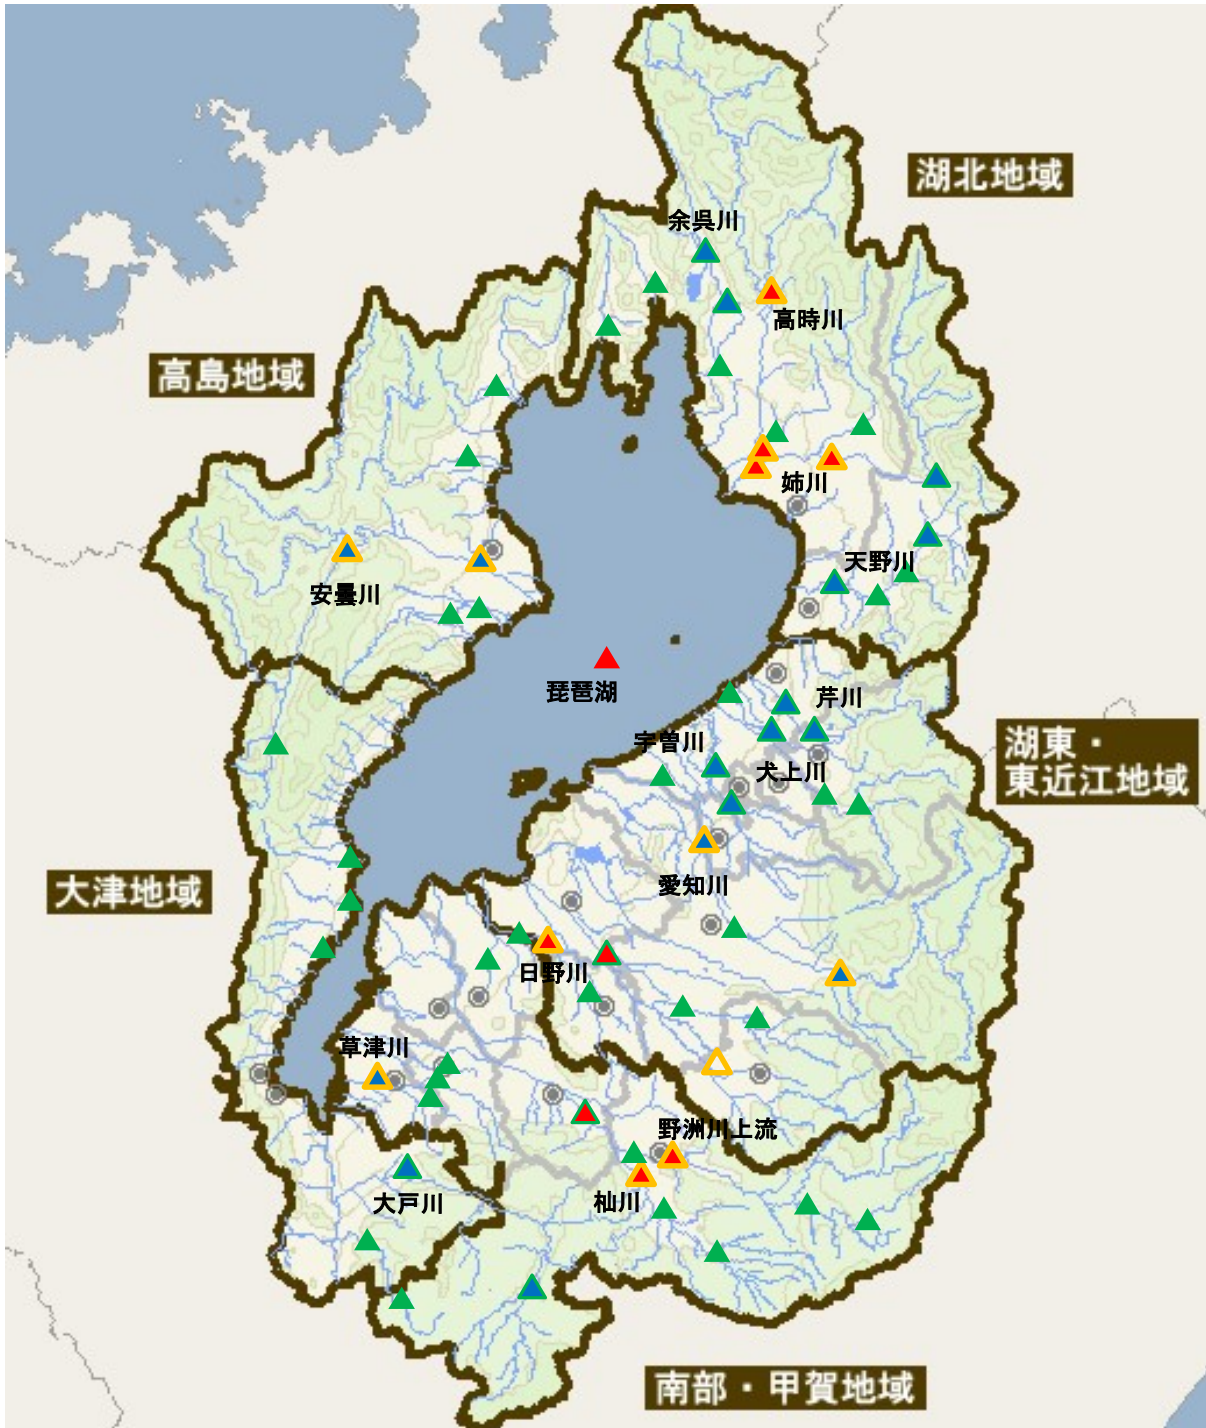 湖北地域
余呉川
高時川
高島地域
姉川
天野川
安曇川
琵琶湖
芹川
宇曽川
湖東・
東近江地域
犬上川
愛知川
大津地域
日野川
草津川
野洲川上流
大戸川
杣川
南部・甲賀地域